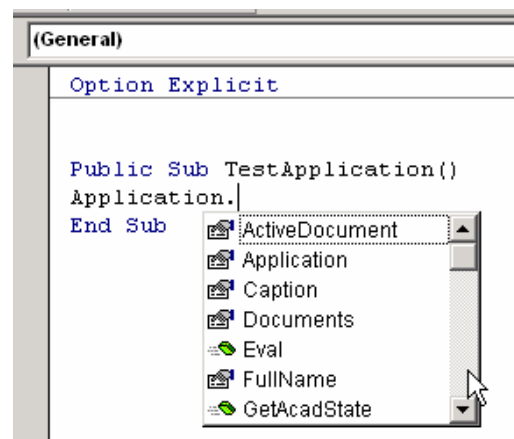 (General)
Option Explicit
Public Sub TestApplication()
Application.
End Sub
ActiveDocument
Application
Caption
Documents
Eval
FullName
GetAcadState